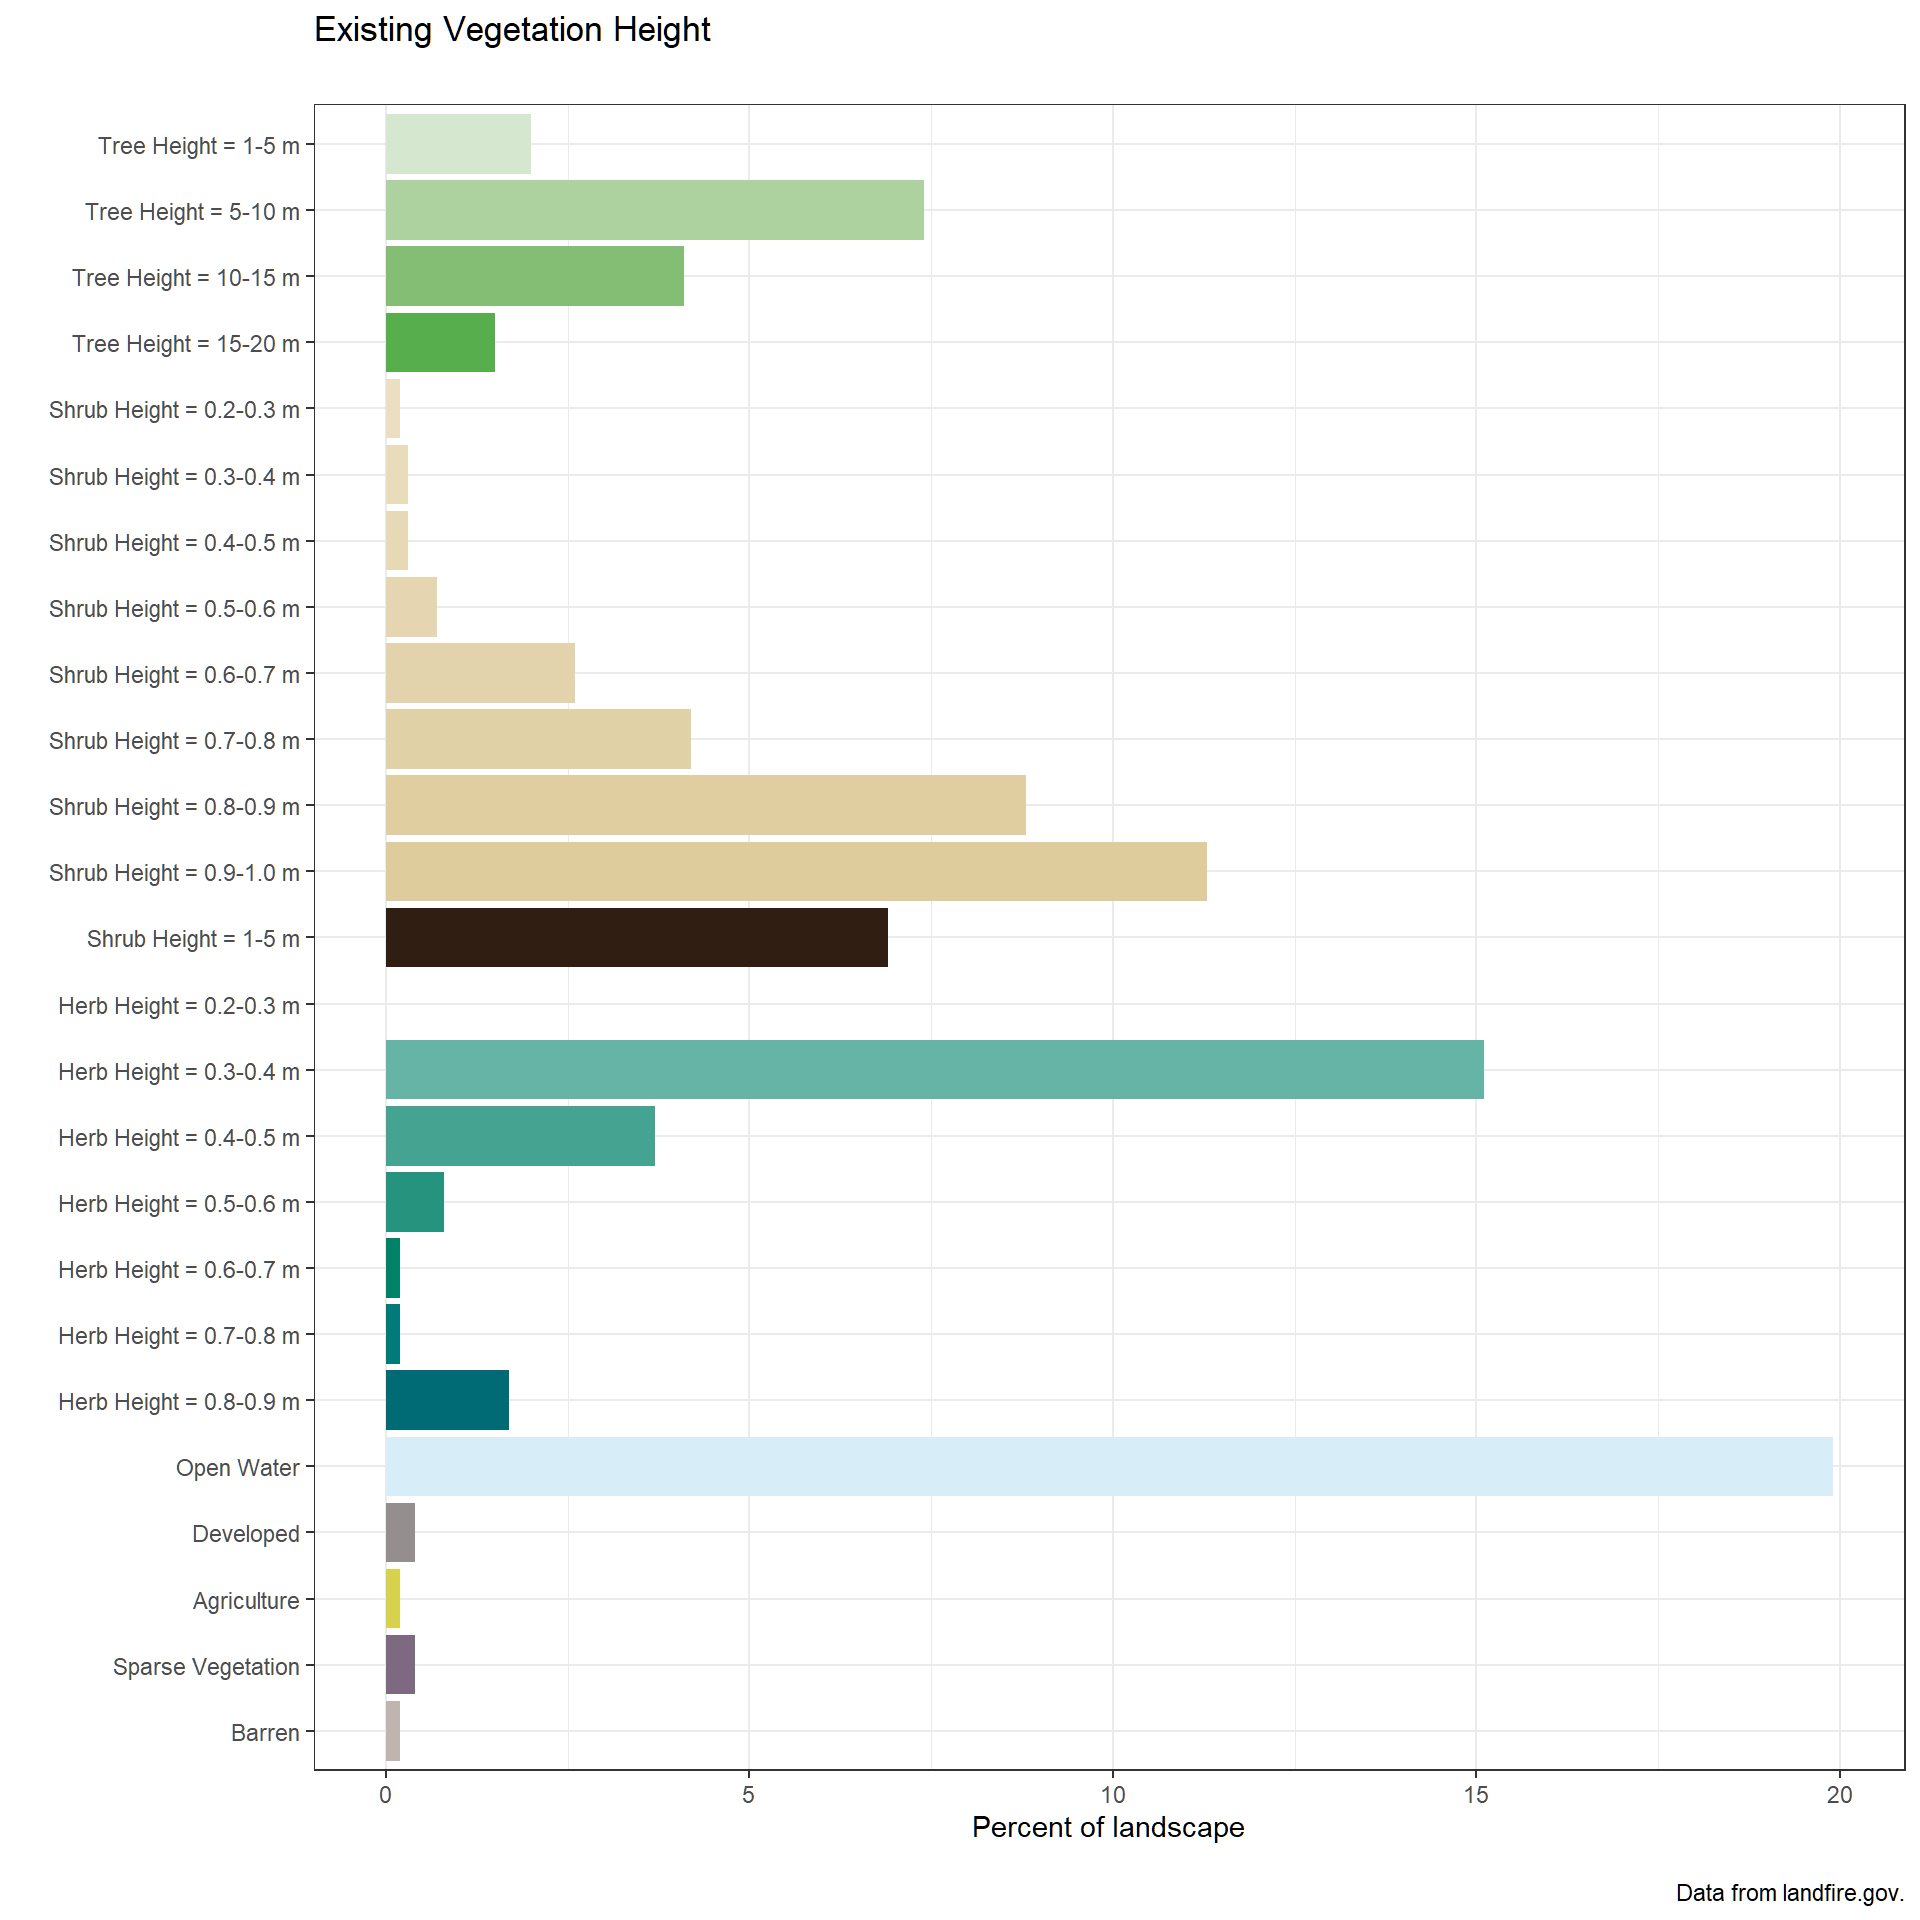 Existing Vegetation Height
Tree Height = 1-5 m
Tree Height = 5-10 m
Tree Height = 10-15 m
Tree Height = 15-20 m
Shrub Height = 0.2-0.3 m
Shrub Height = 0.3-0.4 m
Shrub Height = 0.4-0.5 m
Shrub Height = 0.5-0.6 m
Shrub Height = 0.6-0.7 m
Shrub Height = 0.7-0.8 m
Shrub Height = 0.8-0.9 m
Shrub Height = 0.9-1.0 m
Shrub Height = 1-5 m
Herb Height = 0.2-0.3 m
Herb Height = 0.3-0.4 m
Herb Height = 0.4-0.5 m
Herb Height = 0.5-0.6 m
Herb Height = 0.6-0.7 m
Herb Height = 0.7-0.8 m
Herb Height = 0.8-0.9 m
Open Water
Developed
Agriculture
Sparse Vegetation
Barren
0 5 10 15 20
Percent of landscape
Data from landfire.gov.